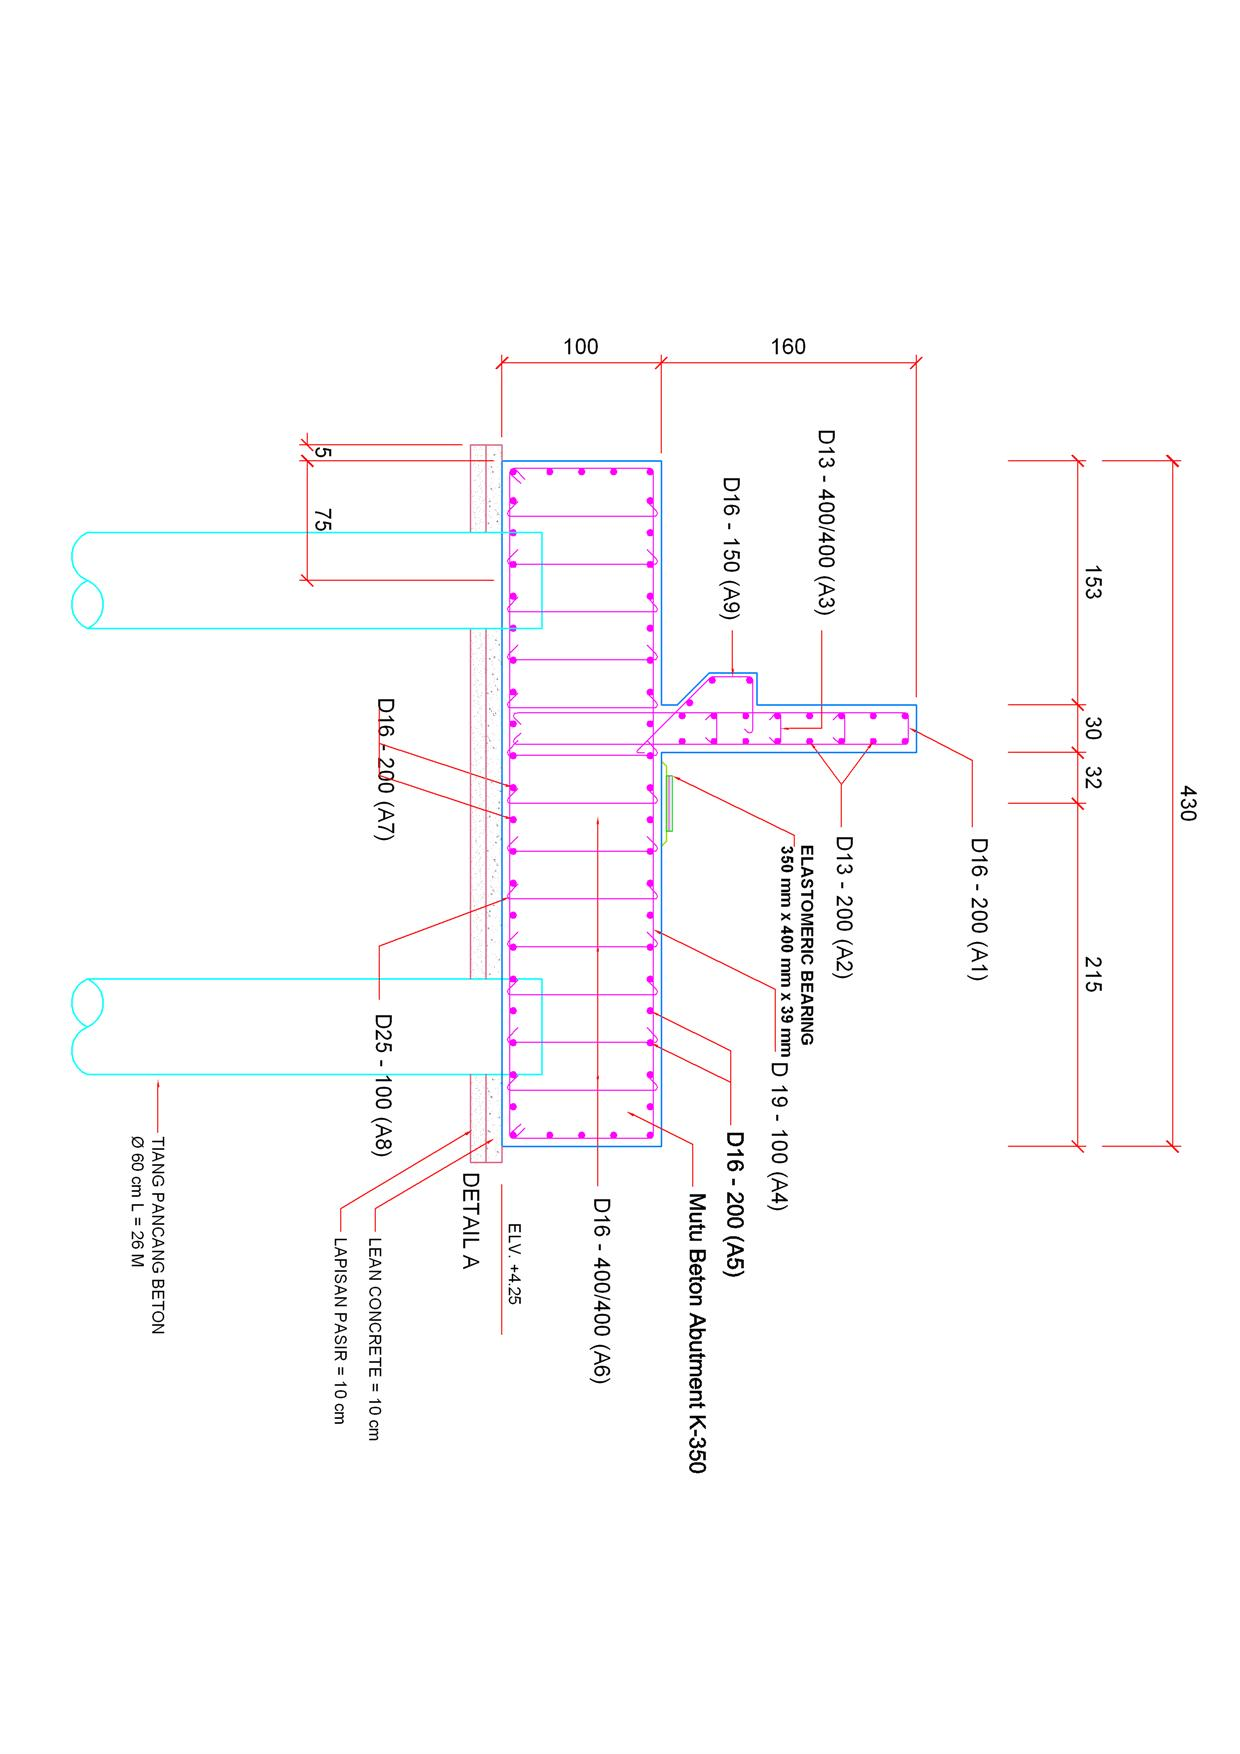 430
153
30
32
215
D16 - 200 (A1)
160
100
D13 - 400/400 (A3)
D13 - 200 (A2)
D16 - 150 (A9)
ELASTOMERIC BEARING
350 mm x 400 mm x 39 mm
D 19 - 100 (A4)
D16 - 200 (A5)
Mutu Beton Abutment K-350
D16 - 400/400 (A6)
ELV. +4.25
DETAIL A
5
75
D16 - 200 (A7)
D25 - 100 (A8)
LEAN CONCRETE = 10 cm
LAPISAN PASIR = 10 cm
TIANG PANCANG BETON
Ø 60 cm L = 26 M